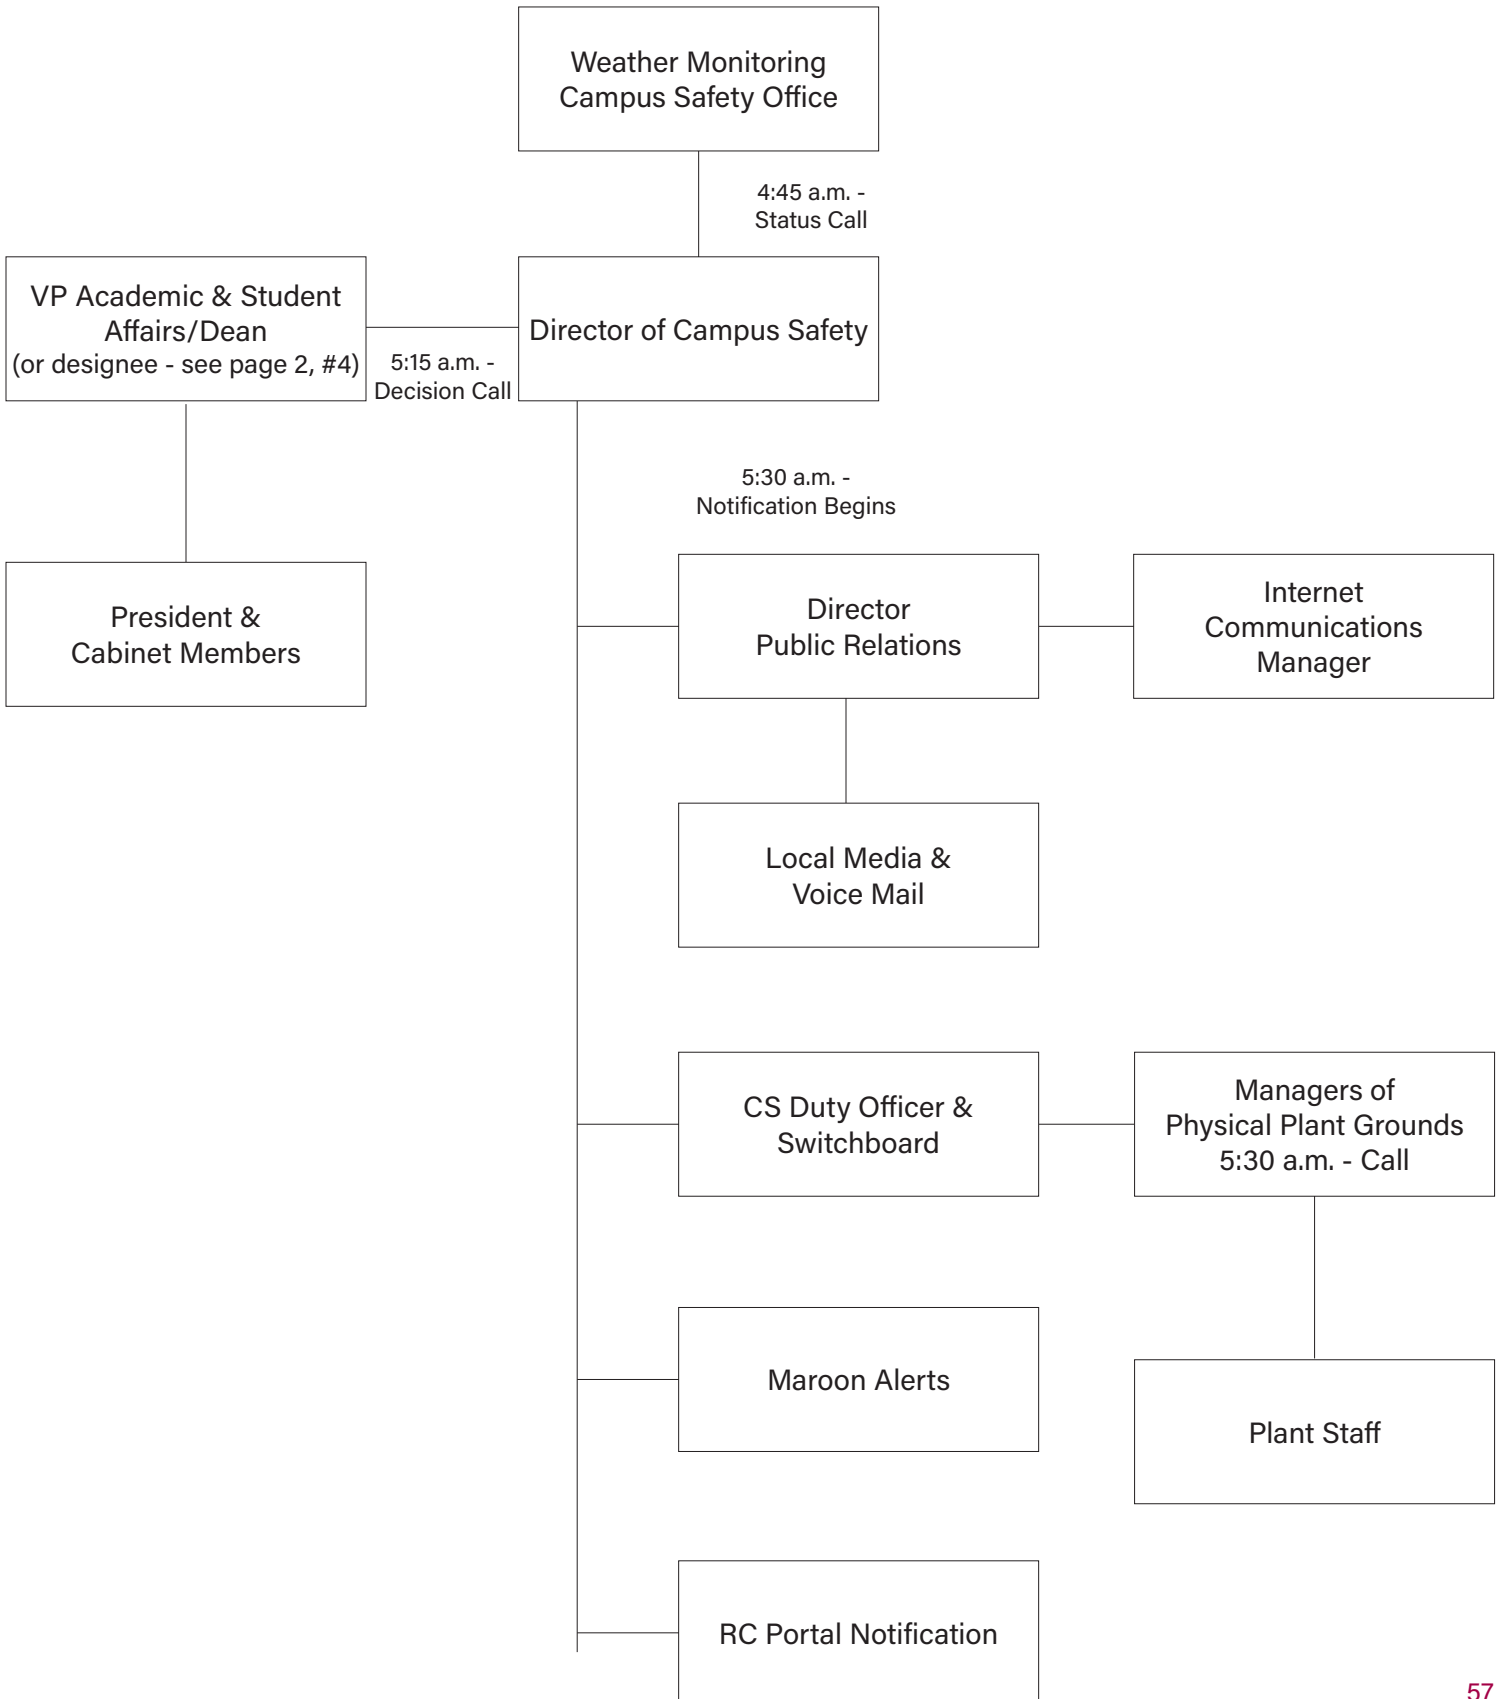 Weather Monitoring
Campus Safety Office
4:45 a.m. -
Status Call
VP Academic & Student
Affairs/Dean
(or designee - see page 2, #4)
5:15 a.m. -
Decision Call
Director of Campus Safety
5:30 a.m. -
Notification Begins
President &
Cabinet Members
Director
Public Relations
Internet
Communications
Manager
Local Media &
Voice Mail
CS Duty Officer &
Switchboard
Managers of
Physical Plant Grounds
5:30 a.m. - Call
Maroon Alerts
Plant Staff
RC Portal Notification
57